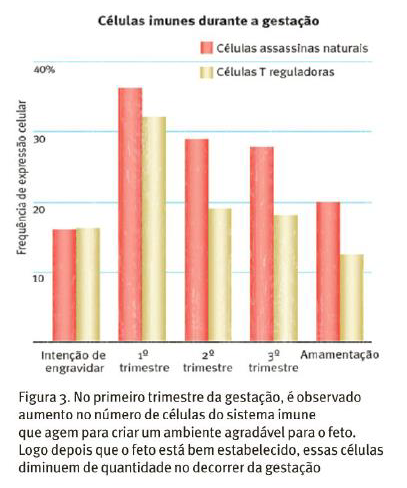 Células imunes durante a gestação
Células assassinas naturais
Células T reguladoras
Frequência de expressão celular
40%
30
20
10
Intenção de
engravidar
1º
trimestre
2º
trimestre
3º
trimestre
Amamentação
Figura 3. No primeiro trimestre da gestação, é observado
aumento no número de células do sistema imune
que agem para criar um ambiente agradável para o feto.
Logo depois que o feto está bem estabelecido, essas células
diminuem de quantidade no decorrer da gestação